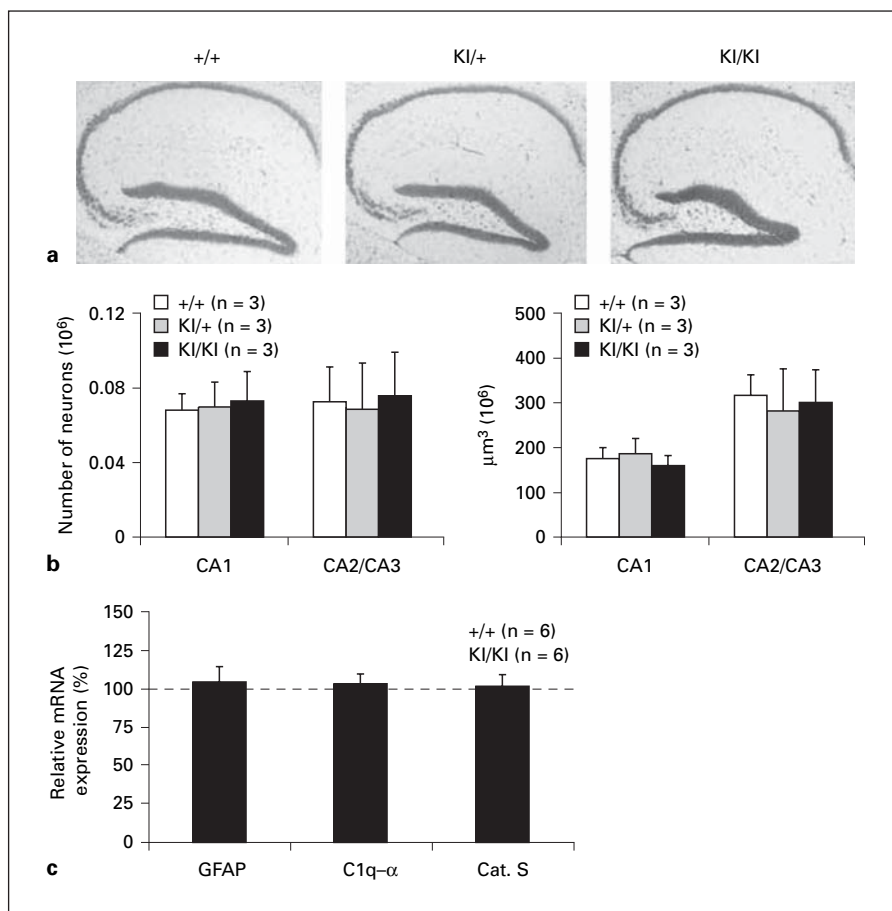 +/+ KI/+ KI/KI
a
+/+ (n = 3)
KI/+ (n = 3)
KI/KI (n = 3)
Number of neurons (10⁶)
0.12
0.08
0.04
0
CA1 CA2/CA3
b
+/+ (n = 3)
KI/+ (n = 3)
KI/KI (n = 3)
μm³ (10⁶)
500
400
300
200
100
0
CA1 CA2/CA3
Relative mRNA
expression (%)
150
125
100
75
50
25
0
+/+ (n = 6)
KI/KI (n = 6)
GFAP C1q–α Cat. S
c